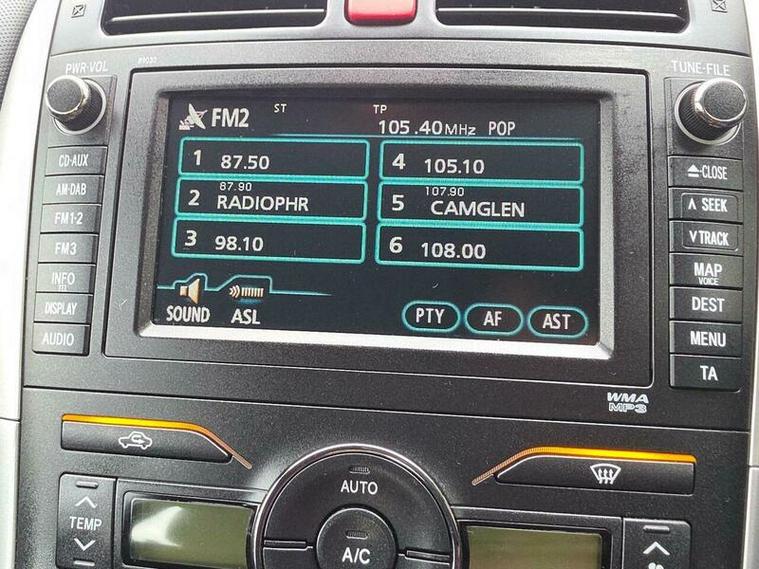 PWR·VOL
TUNE·FILE
FM2
ST
TP
105.40MHz POP
1 87.50
4 105.10
87.90
2 RADIOPHR
107.90
5 CAMGLEN
3 98.10
6 108.00
SOUND
ASL
PTY
AF
AST
CD·AUX
AM·DAB
FM1·2
FM3
INFO
DISPLAY
AUDIO
CLOSE
SEEK
TRACK
MAP
VOICE
DEST
MENU
TA
WMA
MP3
TEMP
AUTO
A/C